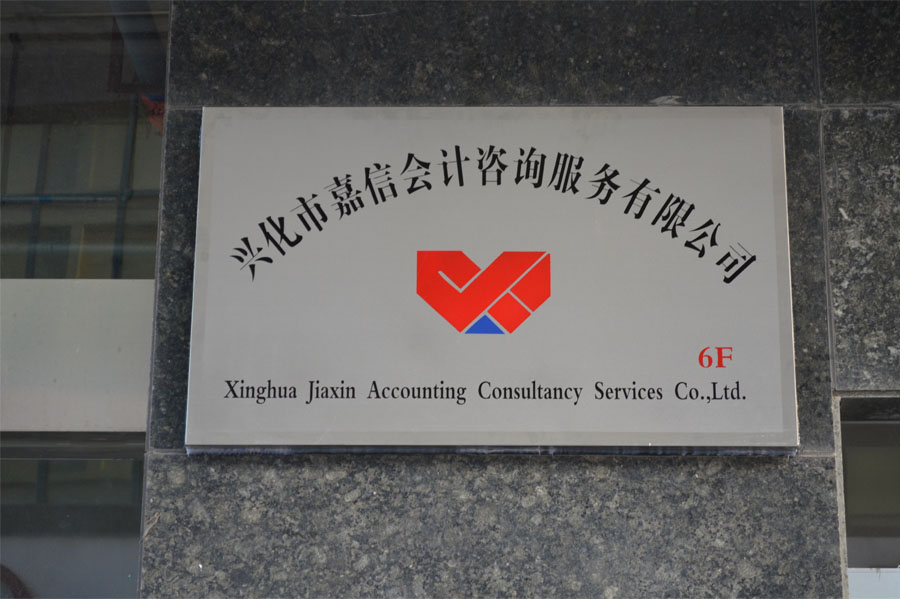 兴化市嘉信会计咨询服务有限公司
6F
Xinghua Jiaxin Accounting Consultancy Services Co.,Ltd.